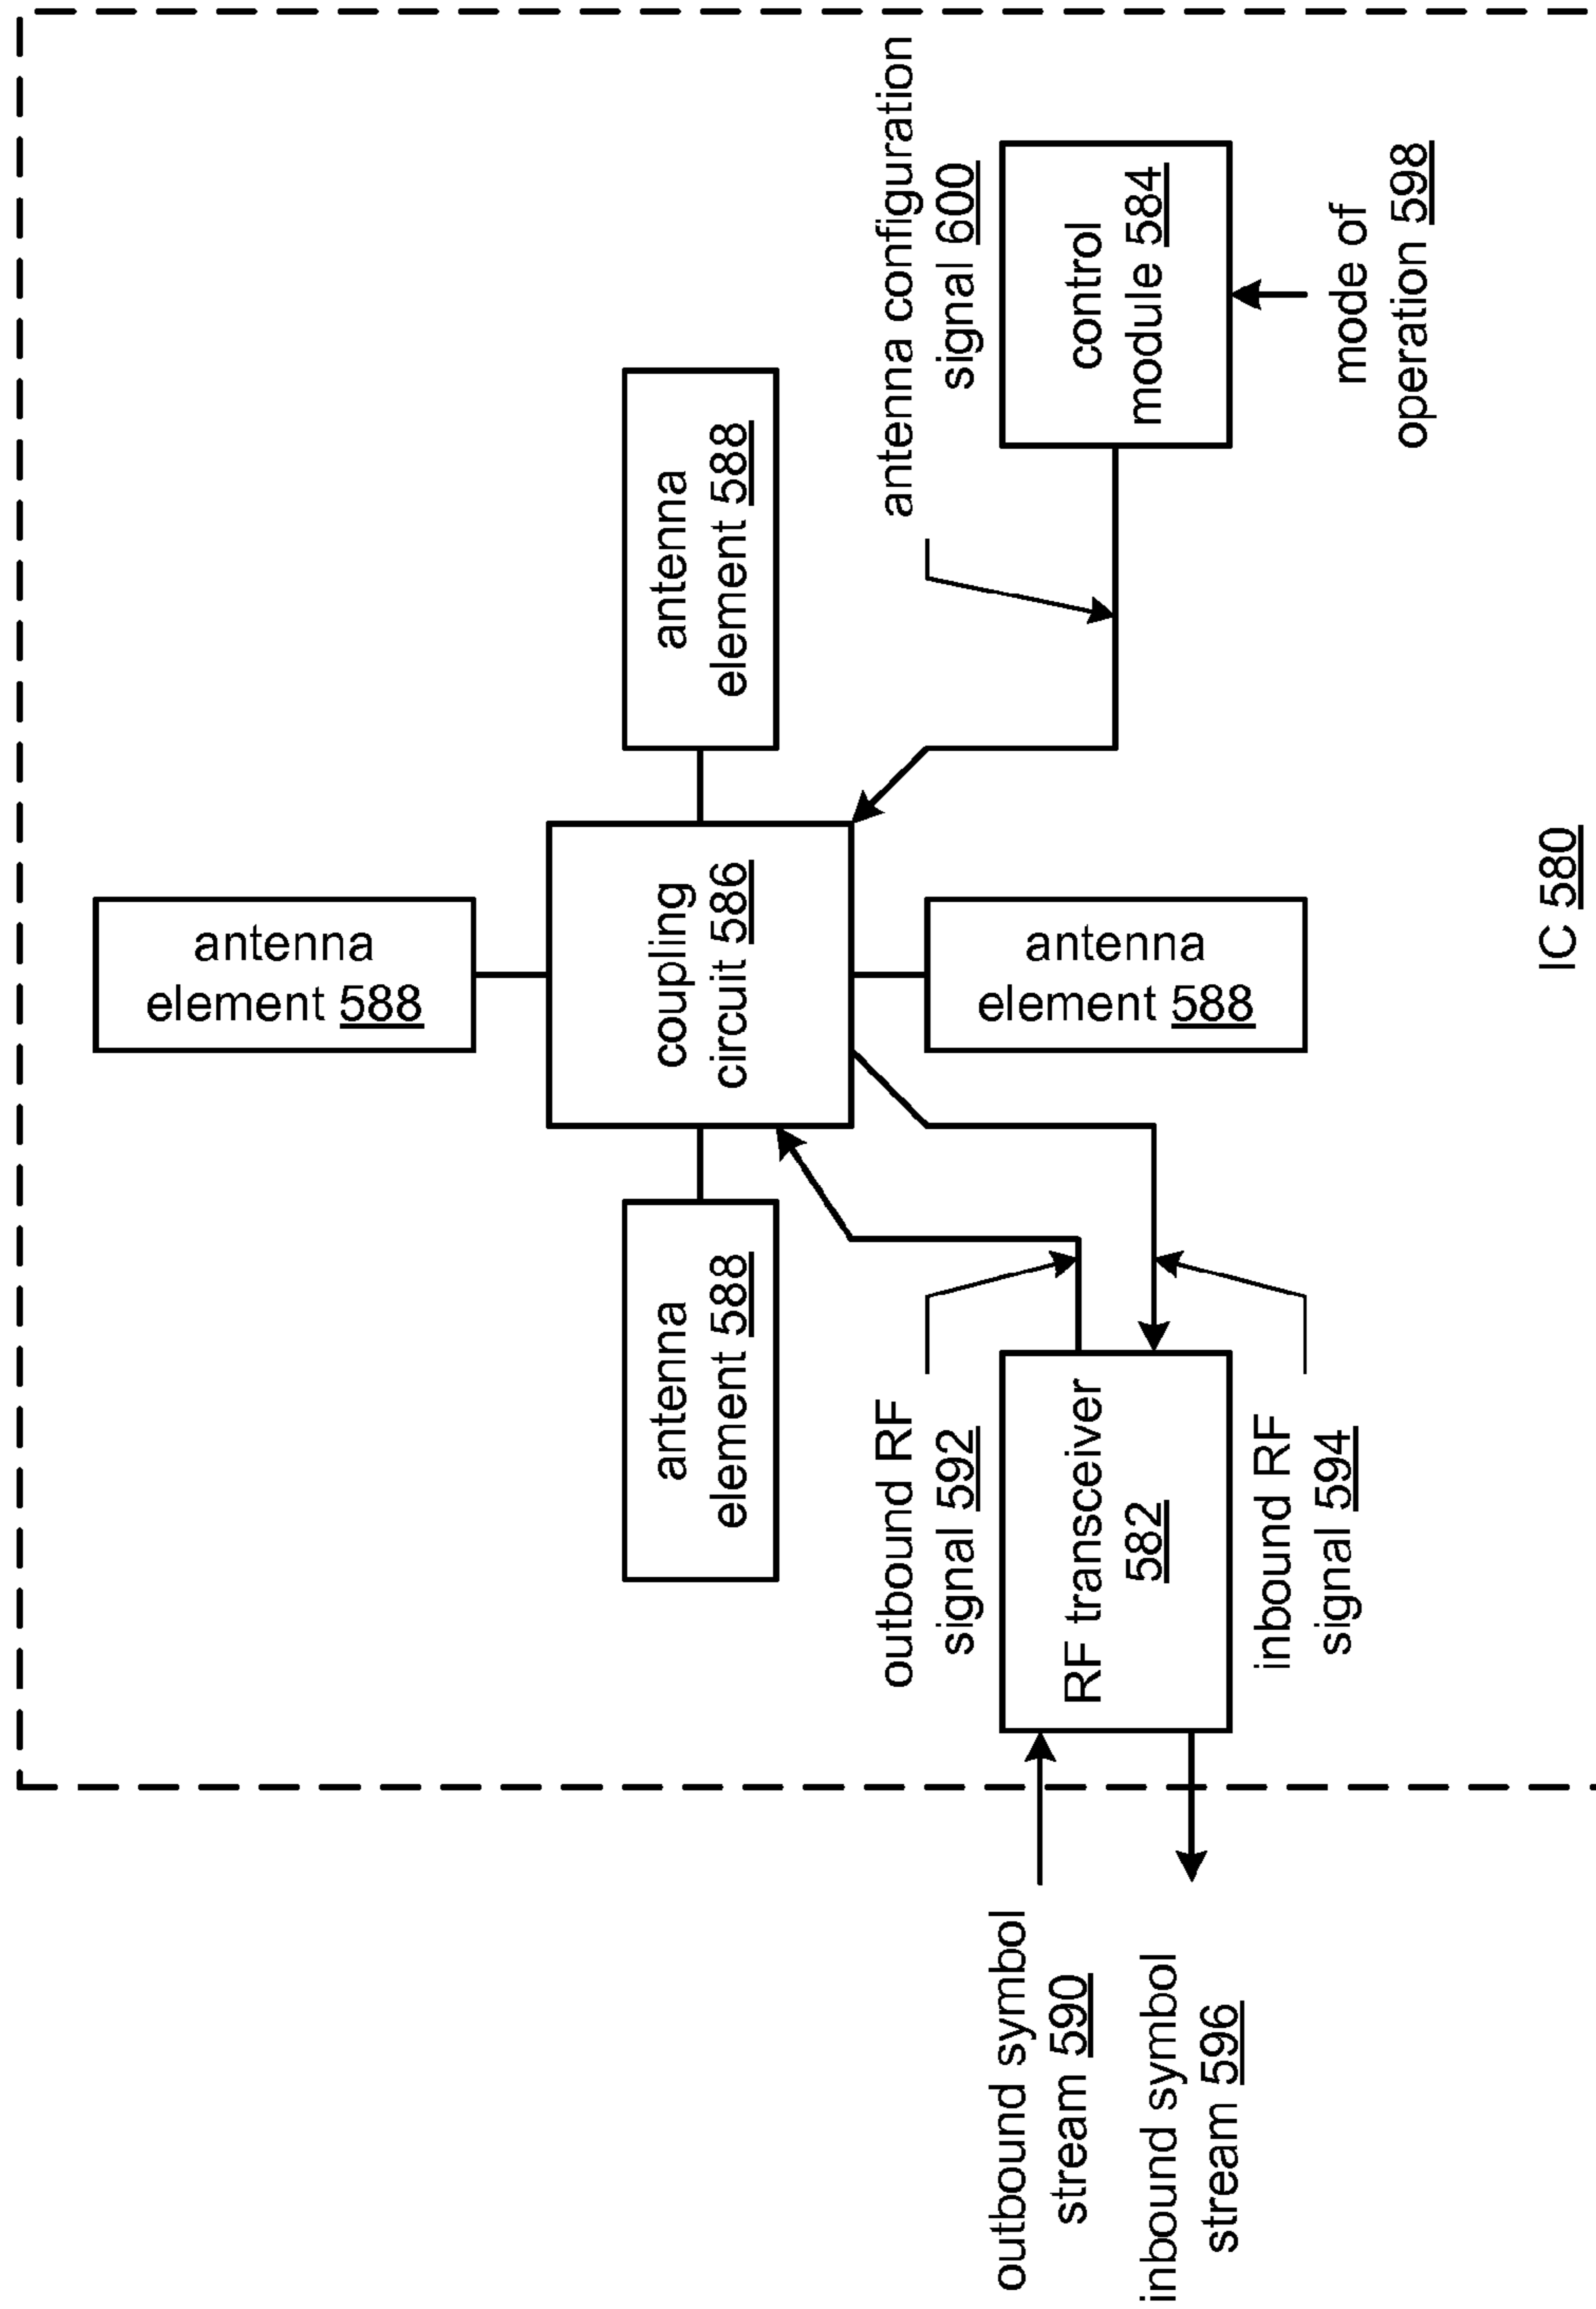 antenna
element 588
antenna
element 588
coupling
circuit 586
antenna
element 588
antenna
element 588
outbound RF
signal 592
antenna configuration
signal 600
outbound symbol
stream 590
RF transceiver
582
control
module 584
inbound symbol
stream 596
inbound RF
signal 594
mode of
operation 598
IC 580